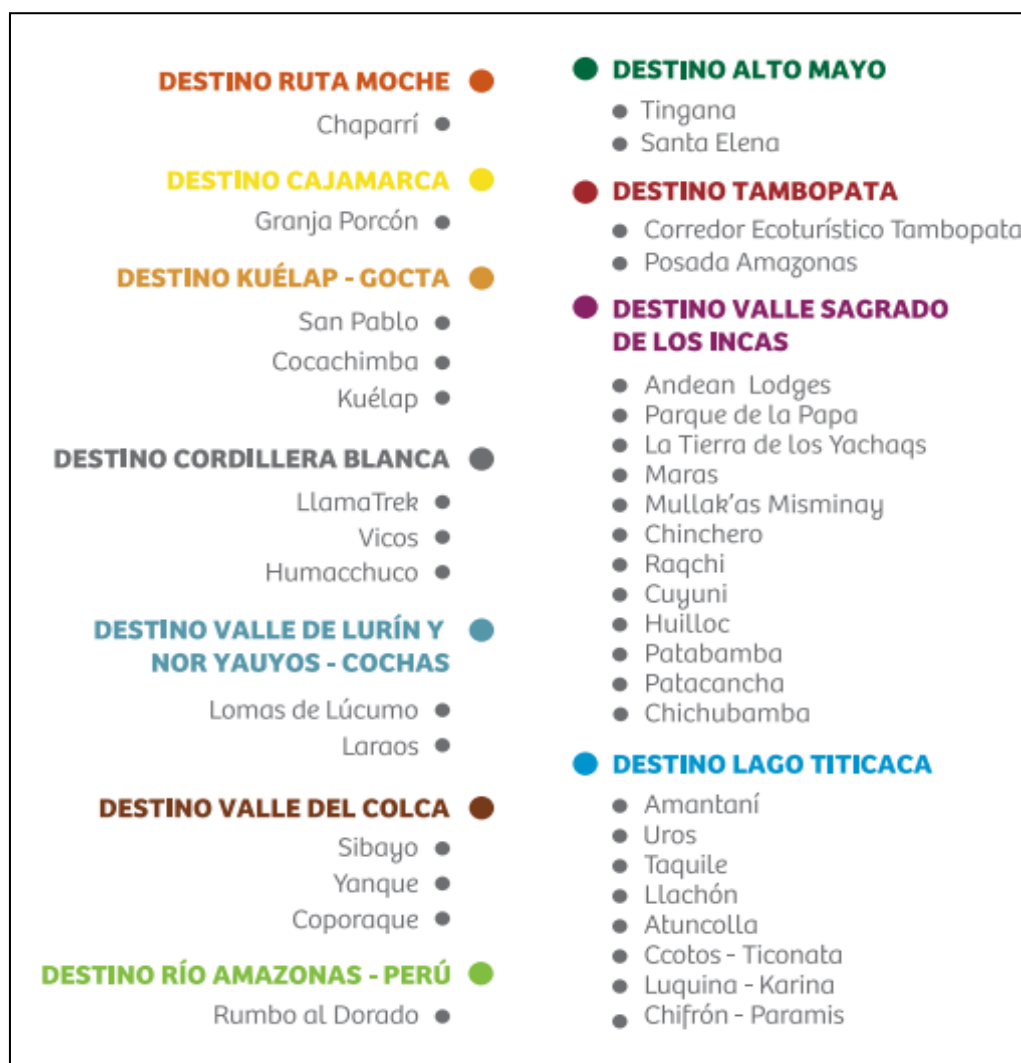 DESTINO RUTA MOCHE
Chaparrí
DESTINO CAJAMARCA
Granja Porcón
DESTINO KUÉLAP - GOCTA
San Pablo
Cocachimba
Kuélap
DESTINO CORDILLERA BLANCA
LlamaTrek
Vicos
Humacchuco
DESTINO VALLE DE LURÍN Y
NOR YAUYOS - COCHAS
Lomas de Lúcumo
Laraos
DESTINO VALLE DEL COLCA
Sibayo
Yanque
Coporaque
DESTINO RÍO AMAZONAS - PERÚ
Rumbo al Dorado
DESTINO ALTO MAYO
Tingana
Santa Elena
DESTINO TAMBOPATA
Corredor Ecoturístico Tambopata
Posada Amazonas
DESTINO VALLE SAGRADO
DE LOS INCAS
Andean Lodges
Parque de la Papa
La Tierra de los Yachaqs
Maras
Mullak'as Misminay
Chinchero
Raqchi
Cuyuni
Huilloc
Patabamba
Patacancha
Chichubamba
DESTINO LAGO TITICACA
Amantaní
Uros
Taquile
Llachón
Atuncolla
Ccotos - Ticonata
Luquina - Karina
Chifrón - Paramis